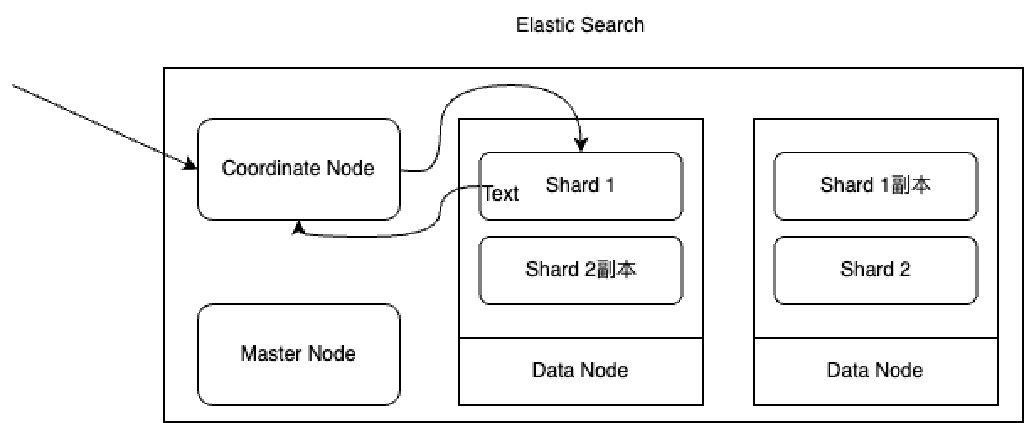 Elastic Search
Coordinate Node
Text
Shard 1
Shard 1副本
Shard 2副本
Shard 2
Master Node
Data Node
Data Node